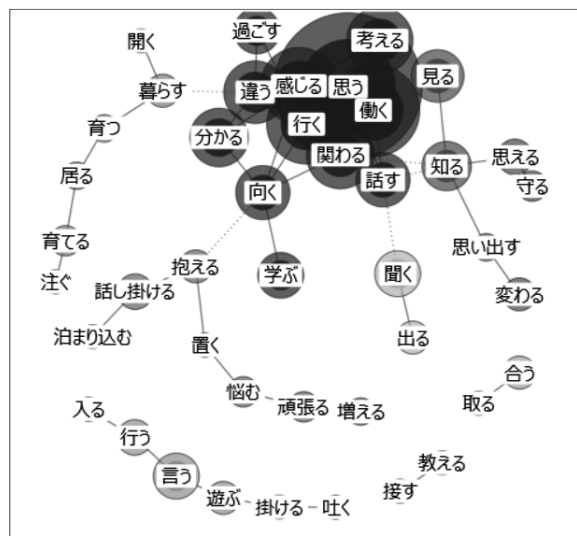 過ごす
考える
開く
見る
暮らす
違う
感じる
思う
働く
行く
育つ
分かる
関わる
話す
知る
思える
守る
居る
向く
育てる
抱える
学ぶ
聞く
思い出す
注ぐ
話し掛ける
変わる
泊まり込む
置く
出る
悩む
頑張る
増える
取る
合う
入る
行う
言う
遊ぶ
掛ける
吐く
接す
教える